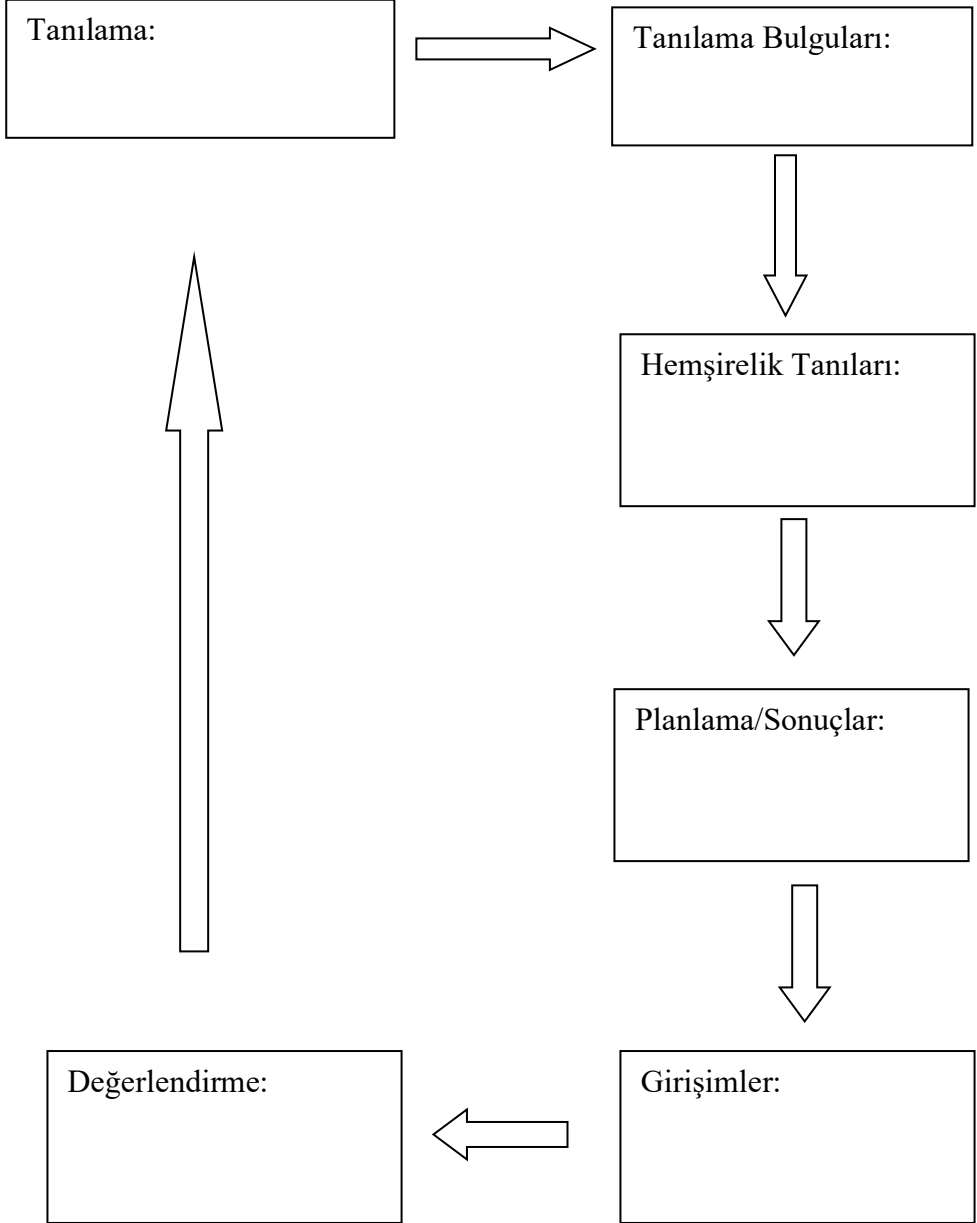 Tanılama:
Tanılama Bulguları:
Hemşirelik Tanıları:
Planlama/Sonuçlar:
Girişimler:
Değerlendirme: